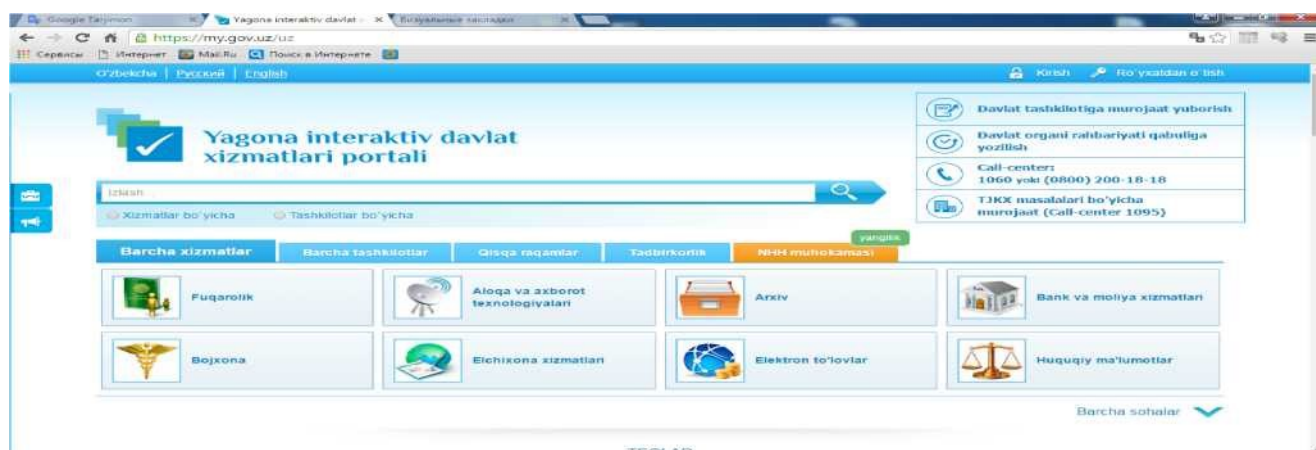 Google Tarjimon
Yagona interaktiv davlat
Визуальные закладки
https://my.gov.uz/uz
Сервисы Интернет Mail.Ru Поиск в Интернете
O'zbekcha | Русский | English
Kirish Ro'yxatdan o'tish
Yagona interaktiv davlat
xizmatlari portali
Davlat tashkilotiga murojaat yuborish
Davlat organi rahbariyati qabuliga
yozilish
Call-center:
1060 yoki (0800) 200-18-18
TJKX masalalari bo'yicha
murojaat (Call-center 1095)
Izlash
Xizmatlar bo'yicha Tashkilotlar bo'yicha
yangilik
Barcha xizmatlar Barcha tashkilotlar Qisqa raqamlar Tadbirkorlik NHH muhokamasi
Fuqarolik
Aloqa va axborot
texnologiyalari
Arxiv
Bank va moliya xizmatlari
Bojxona
Elchixona xizmatlari
Elektron to'lovlar
Huquqiy ma'lumotlar
Barcha sohalar